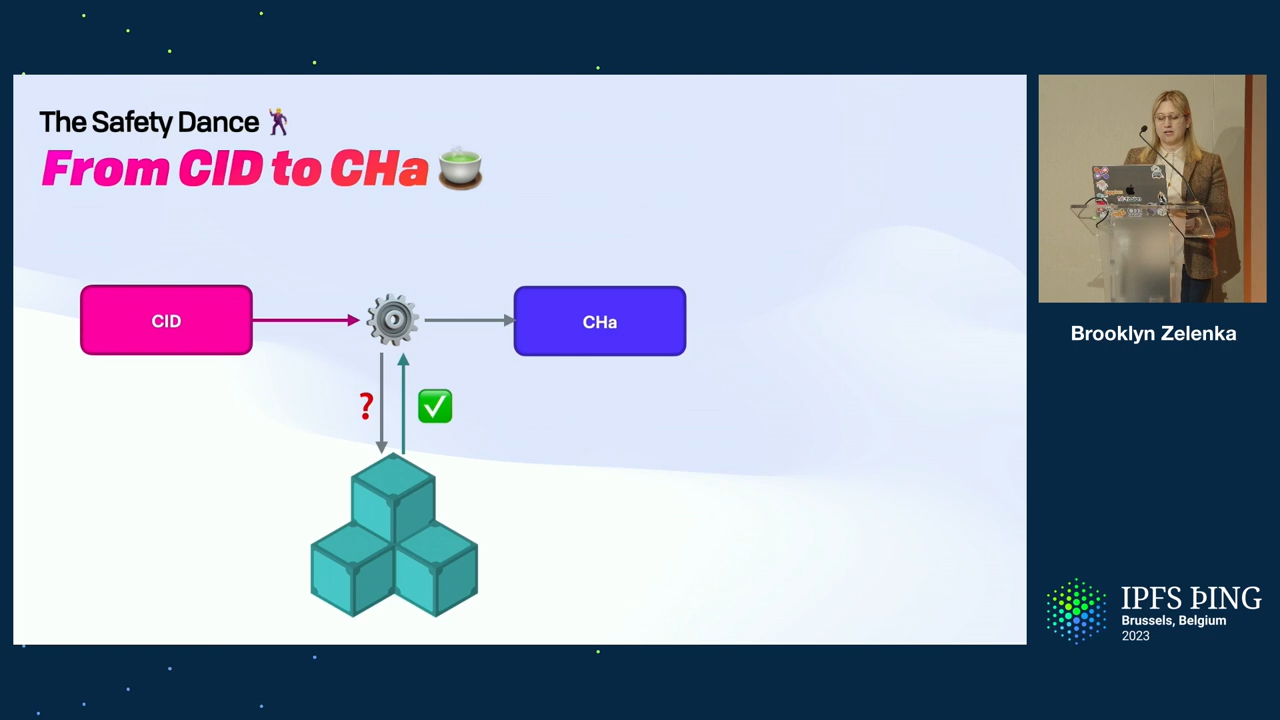 The Safety Dance
From CID to CHa
CID
CHa
?
Brooklyn Zelenka
IPFS ÞING
Brussels, Belgium
2023